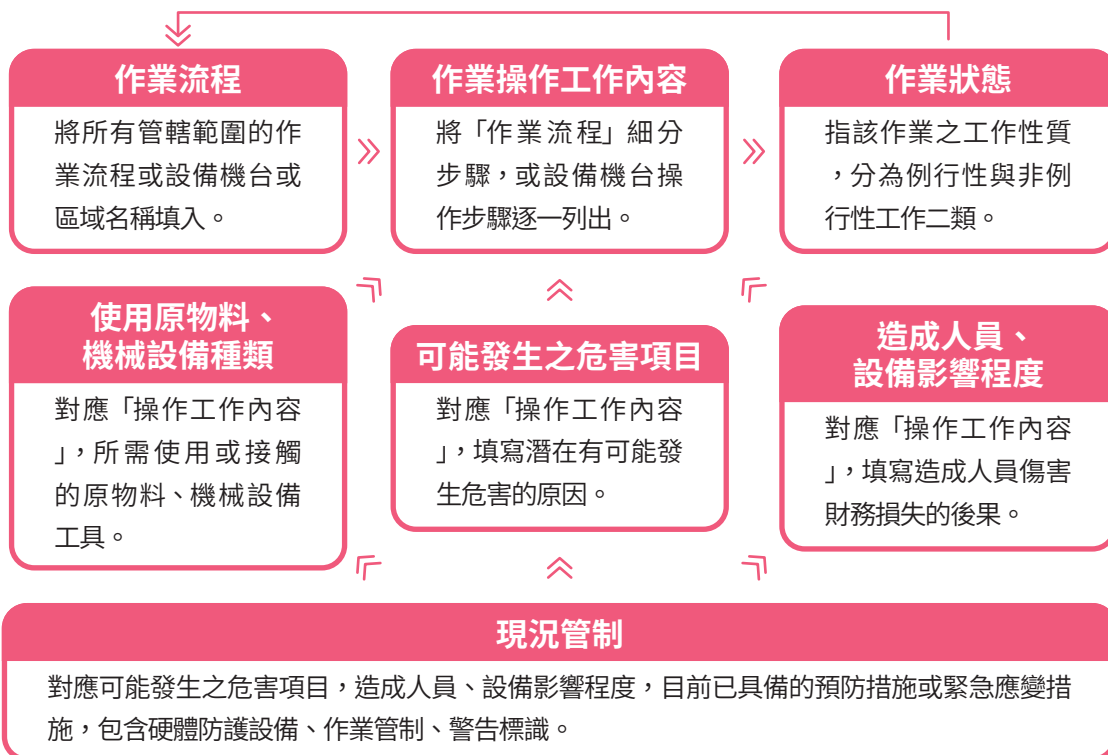 作業流程
將所有管轄範圍的作
業流程或設備機台或
區域名稱填入。
作業操作工作內容
將「作業流程」細分
步驟，或設備機台操
作步驟逐一列出。
作業狀態
指該作業之工作性質
，分為例行性與非例
行性工作二類。
使用原物料、
機械設備種類
對應「操作工作內容
」，所需使用或接觸
的原物料、機械設備
工具。
可能發生之危害項目
對應「操作工作內容
」，填寫潛在有可能發
生危害的原因。
造成人員、
設備影響程度
對應「操作工作內容
」，填寫造成人員傷害
財務損失的後果。
現況管制
對應可能發生之危害項目，造成人員、設備影響程度，目前已具備的預防措施或緊急應變措
施，包含硬體防護設備、作業管制、警告標識。